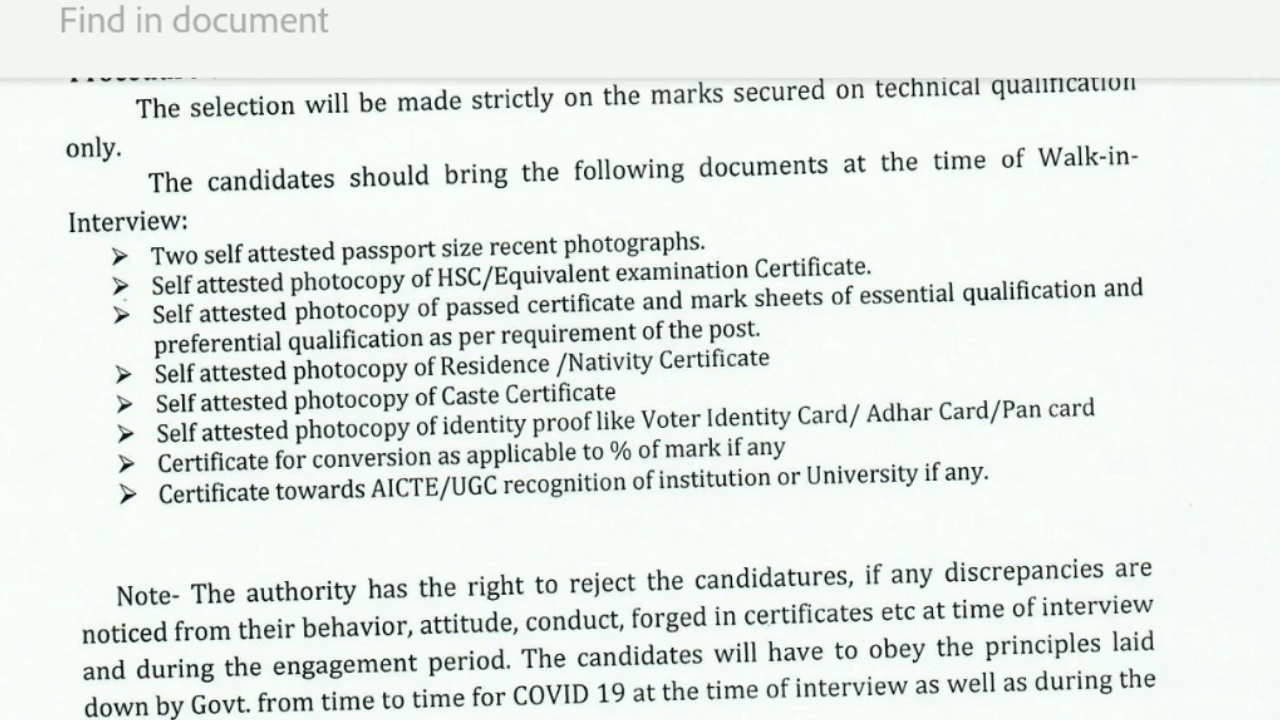 Find in document
The selection will be made strictly on the marks secured on technical qualification
only.
The candidates should bring the following documents at the time of Walk-in-
Interview:
➢ Two self attested passport size recent photographs.
➢ Self attested photocopy of HSC/Equivalent examination Certificate.
➢ Self attested photocopy of passed certificate and mark sheets of essential qualification and
preferential qualification as per requirement of the post.
➢ Self attested photocopy of Residence /Nativity Certificate
➢ Self attested photocopy of Caste Certificate
➢ Self attested photocopy of identity proof like Voter Identity Card/ Adhar Card/Pan card
➢ Certificate for conversion as applicable to % of mark if any
➢ Certificate towards AICTE/UGC recognition of institution or University if any.
Note- The authority has the right to reject the candidatures, if any discrepancies are
noticed from their behavior, attitude, conduct, forged in certificates etc at time of interview
and during the engagement period. The candidates will have to obey the principles laid
down by Govt. from time to time for COVID 19 at the time of interview as well as during the